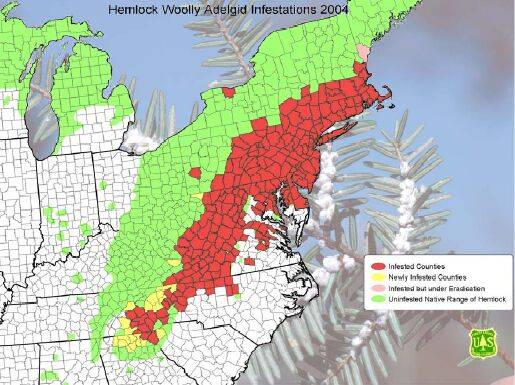 Hemlock Woolly Adelgid Infestations 2004
Infested Counties
Newly Infested Counties
Infested but under Eradication
Uninfested Native Range of Hemlock
UAS